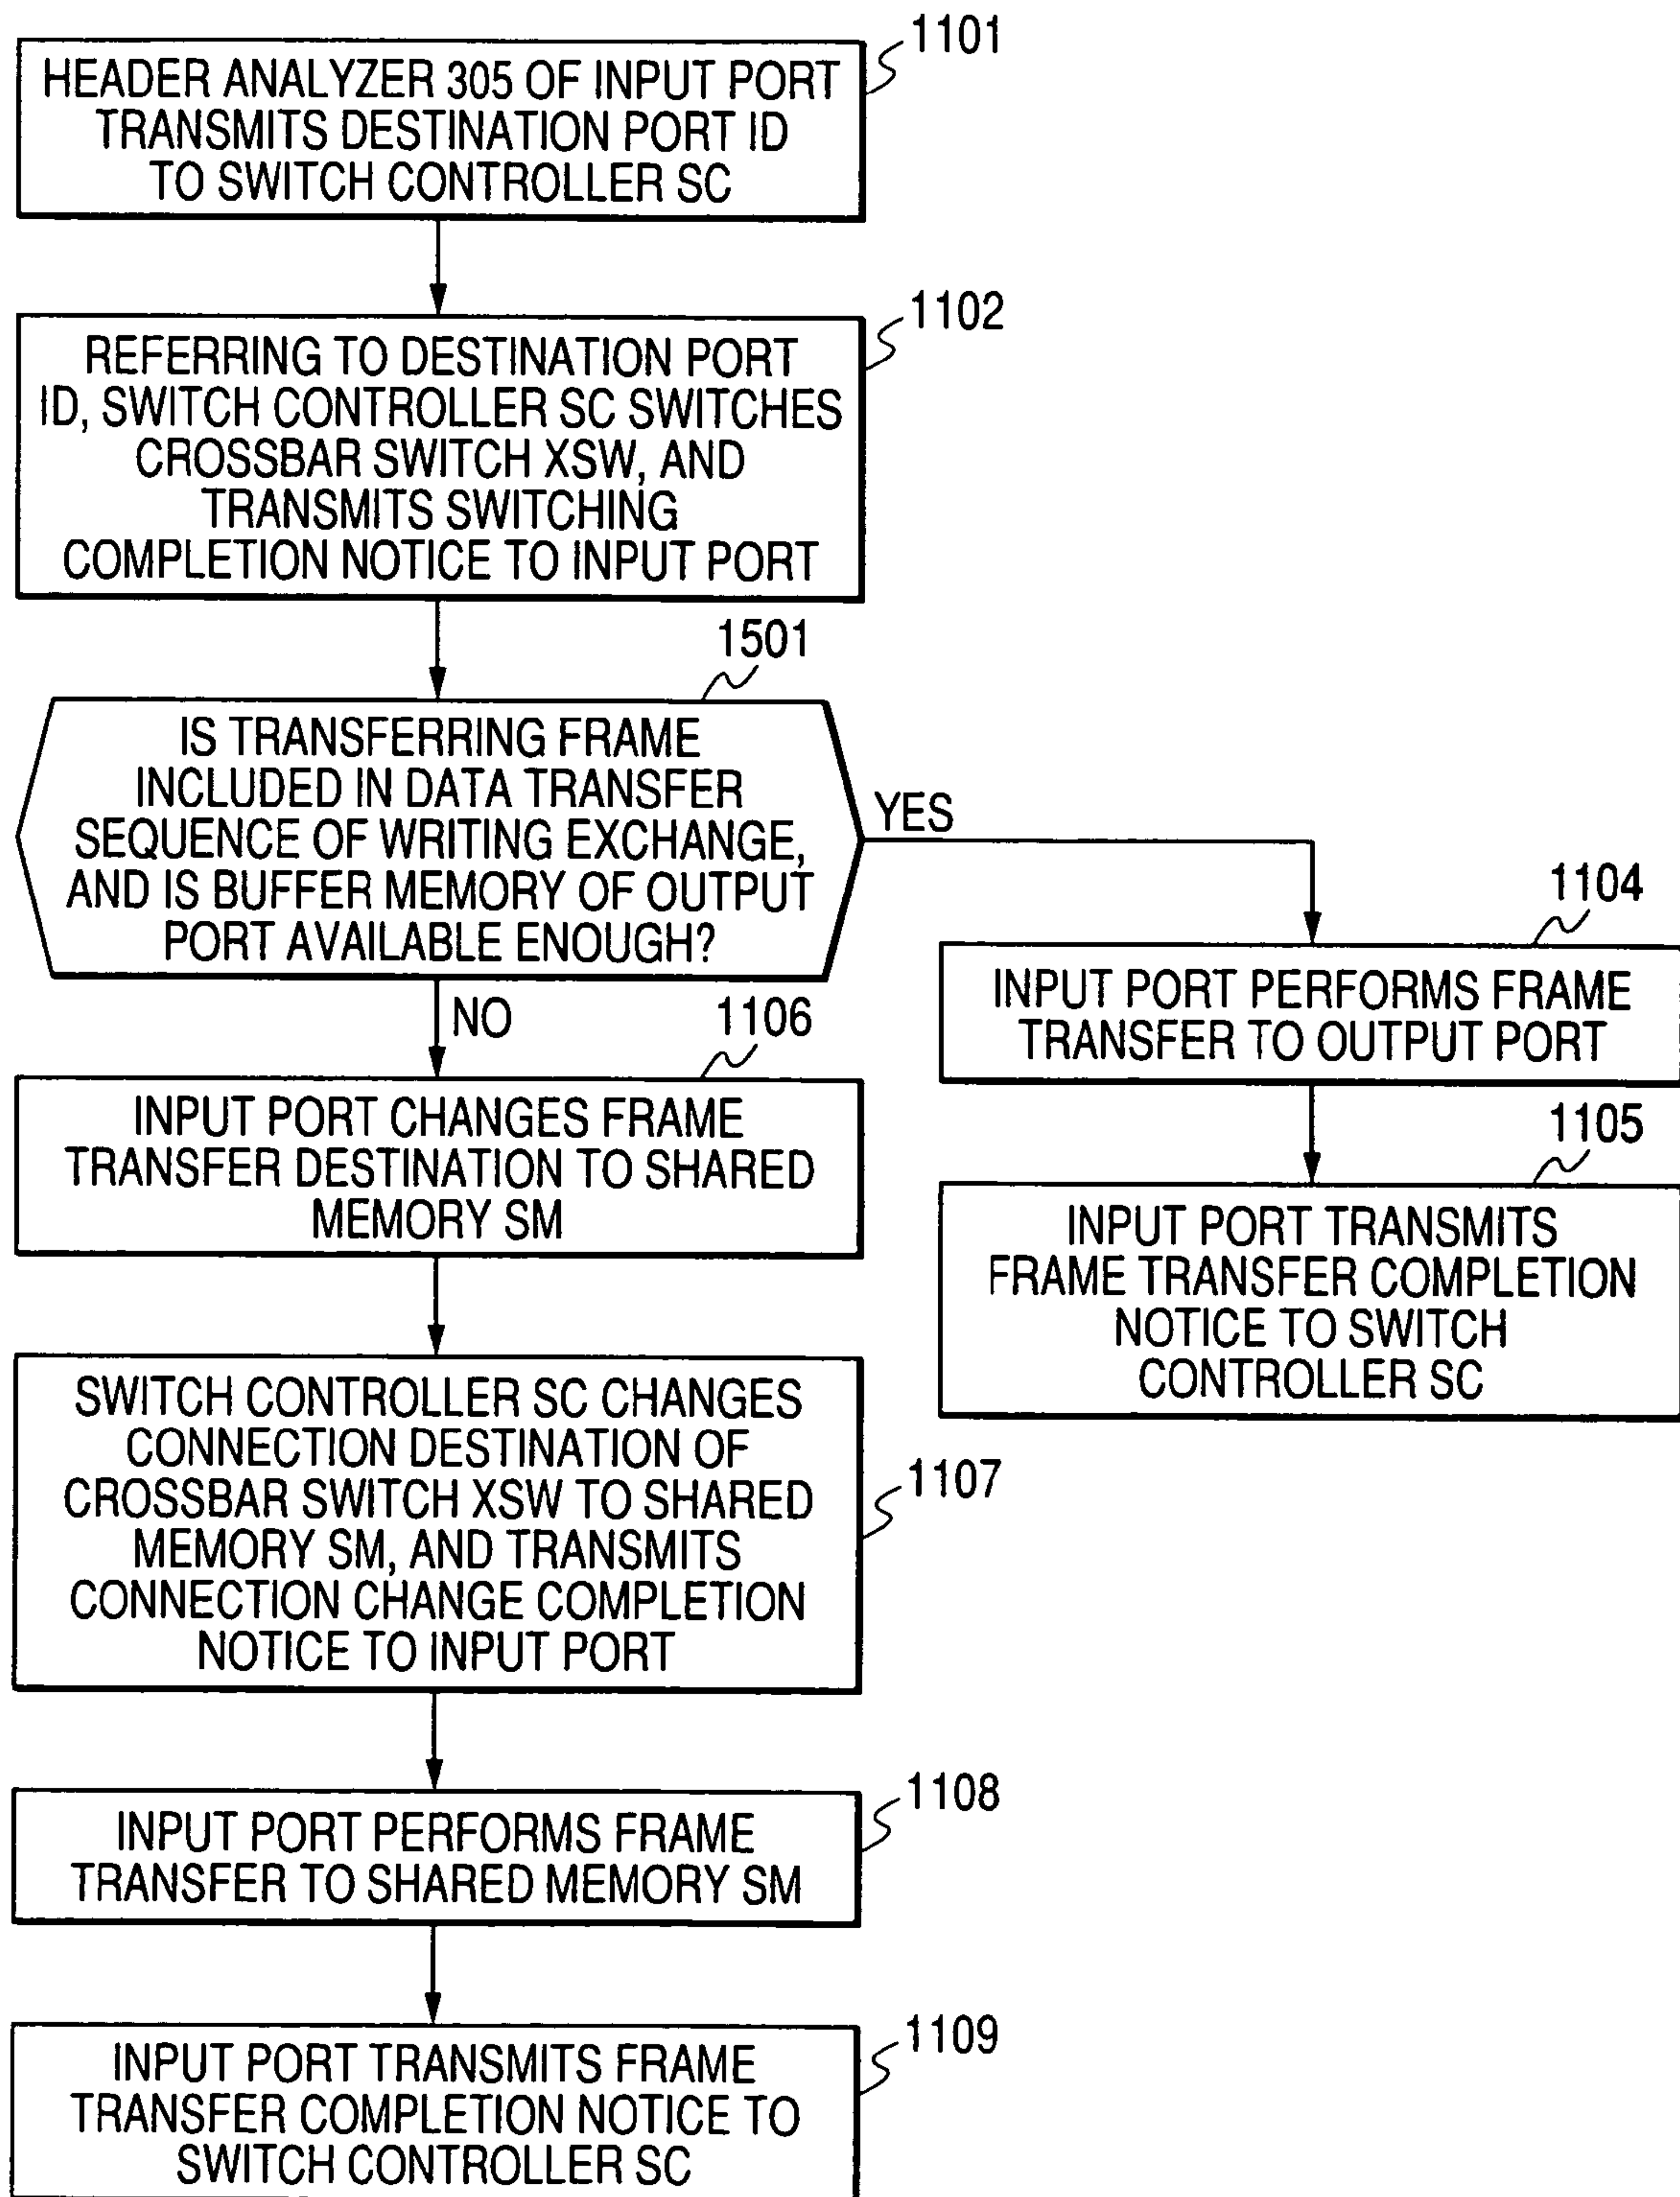 1101
HEADER ANALYZER 305 OF INPUT PORT
TRANSMITS DESTINATION PORT ID
TO SWITCH CONTROLLER SC
1102
REFERRING TO DESTINATION PORT
ID, SWITCH CONTROLLER SC SWITCHES
CROSSBAR SWITCH XSW, AND
TRANSMITS SWITCHING
COMPLETION NOTICE TO INPUT PORT
1501
IS TRANSFERRING FRAME
INCLUDED IN DATA TRANSFER
SEQUENCE OF WRITING EXCHANGE,
AND IS BUFFER MEMORY OF OUTPUT
PORT AVAILABLE ENOUGH?
YES
1104
INPUT PORT PERFORMS FRAME
TRANSFER TO OUTPUT PORT
1105
INPUT PORT TRANSMITS
FRAME TRANSFER COMPLETION
NOTICE TO SWITCH
CONTROLLER SC
NO
1106
INPUT PORT CHANGES FRAME
TRANSFER DESTINATION TO SHARED
MEMORY SM
1107
SWITCH CONTROLLER SC CHANGES
CONNECTION DESTINATION OF
CROSSBAR SWITCH XSW TO SHARED
MEMORY SM, AND TRANSMITS
CONNECTION CHANGE COMPLETION
NOTICE TO INPUT PORT
1108
INPUT PORT PERFORMS FRAME
TRANSFER TO SHARED MEMORY SM
1109
INPUT PORT TRANSMITS FRAME
TRANSFER COMPLETION NOTICE TO
SWITCH CONTROLLER SC